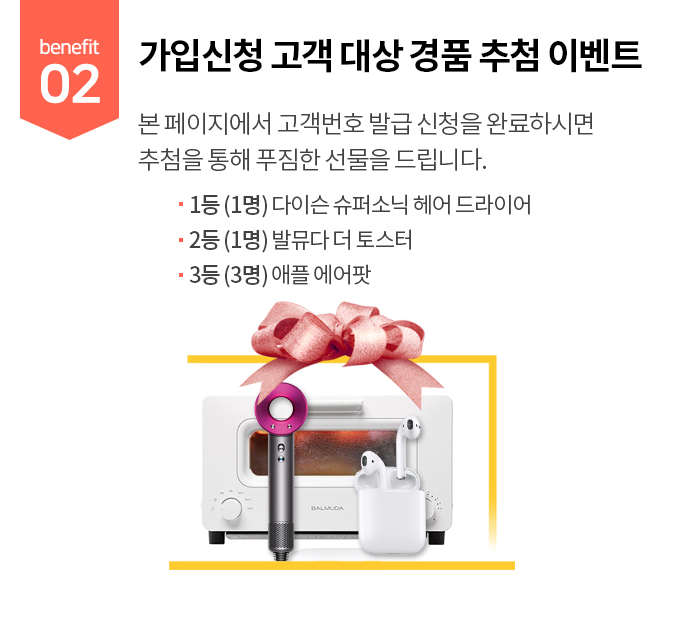 benefit
02
가입신청 고객 대상 경품 추첨 이벤트
본 페이지에서 고객번호 발급 신청을 완료하시면
추첨을 통해 푸짐한 선물을 드립니다.
1등 (1명) 다이슨 슈퍼소닉 헤어 드라이어
2등 (1명) 발뮤다 더 토스터
3등 (3명) 애플 에어팟
BALMUDA